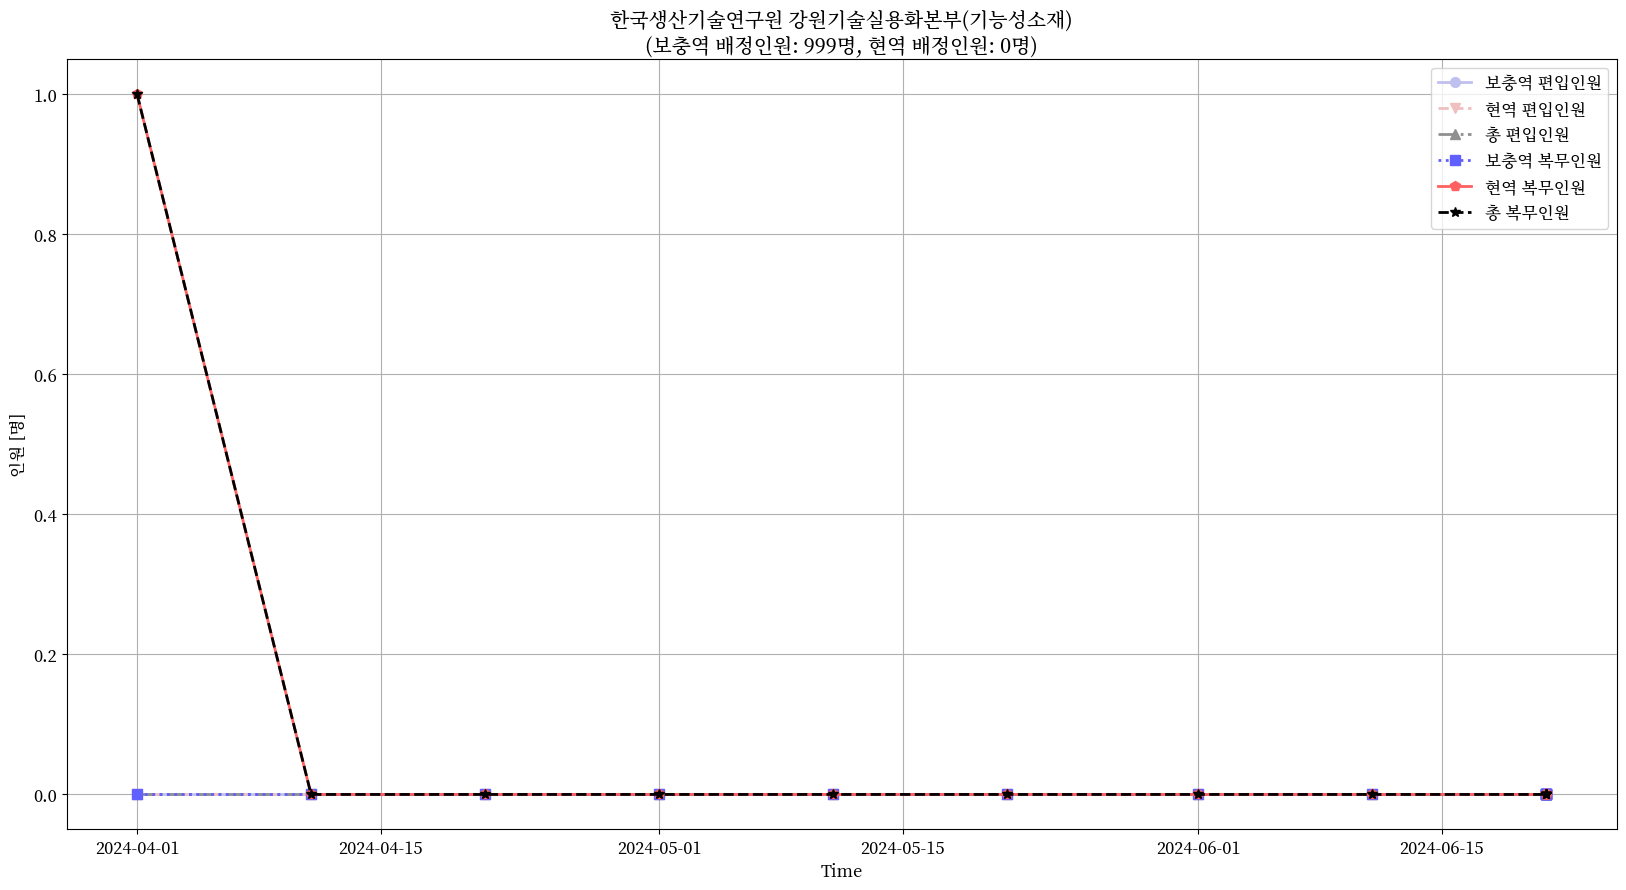 한국생산기술연구원 강원기술실용화본부(기능성소재)
(보충역 배정인원: 999명, 현역 배정인원: 0명)
보충역 편입인원
현역 편입인원
총 편입인원
보충역 복무인원
현역 복무인원
총 복무인원
인원 [명]
1.0
0.8
0.6
0.4
0.2
0.0
2024-04-01
2024-04-15
2024-05-01
2024-05-15
2024-06-01
2024-06-15
Time